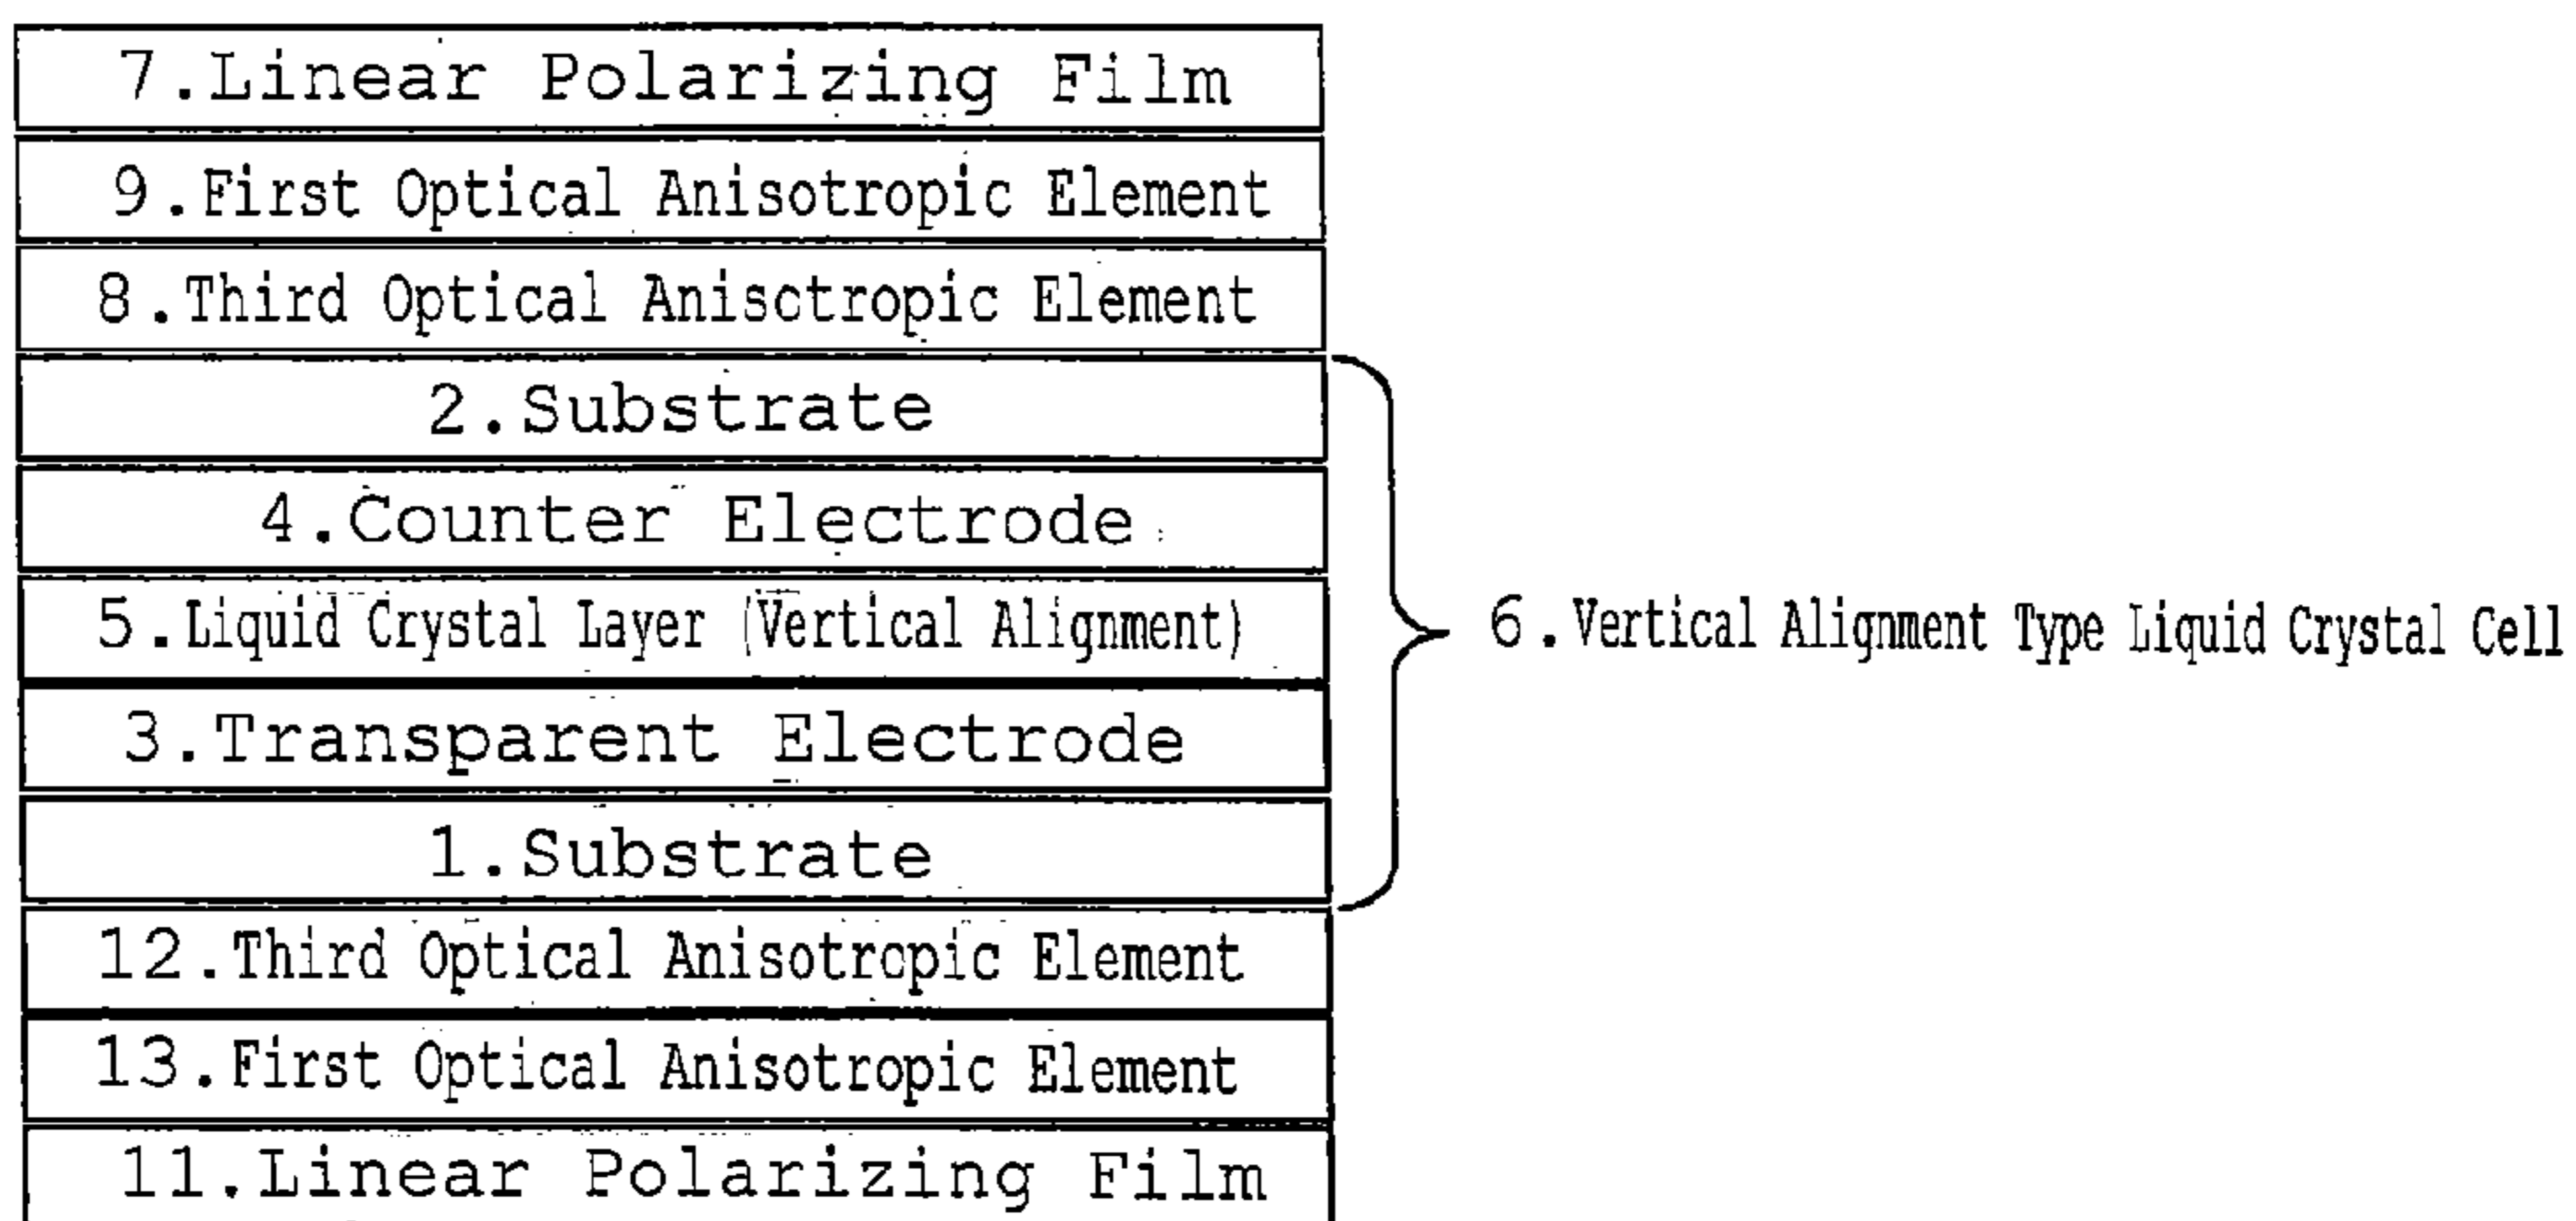 7.Linear Polarizing Film
9.First Optical Anisotropic Element
8.Third Optical Anisotropic Element
2.Substrate
4.Counter Electrode
5.Liquid Crystal Layer (Vertical Alignment)
6.Vertical Alignment Type Liquid Crystal Cell
3.Transparent Electrode
1.Substrate
12.Third Optical Anisotropic Element
13.First Optical Anisotropic Element
11.Linear Polarizing Film